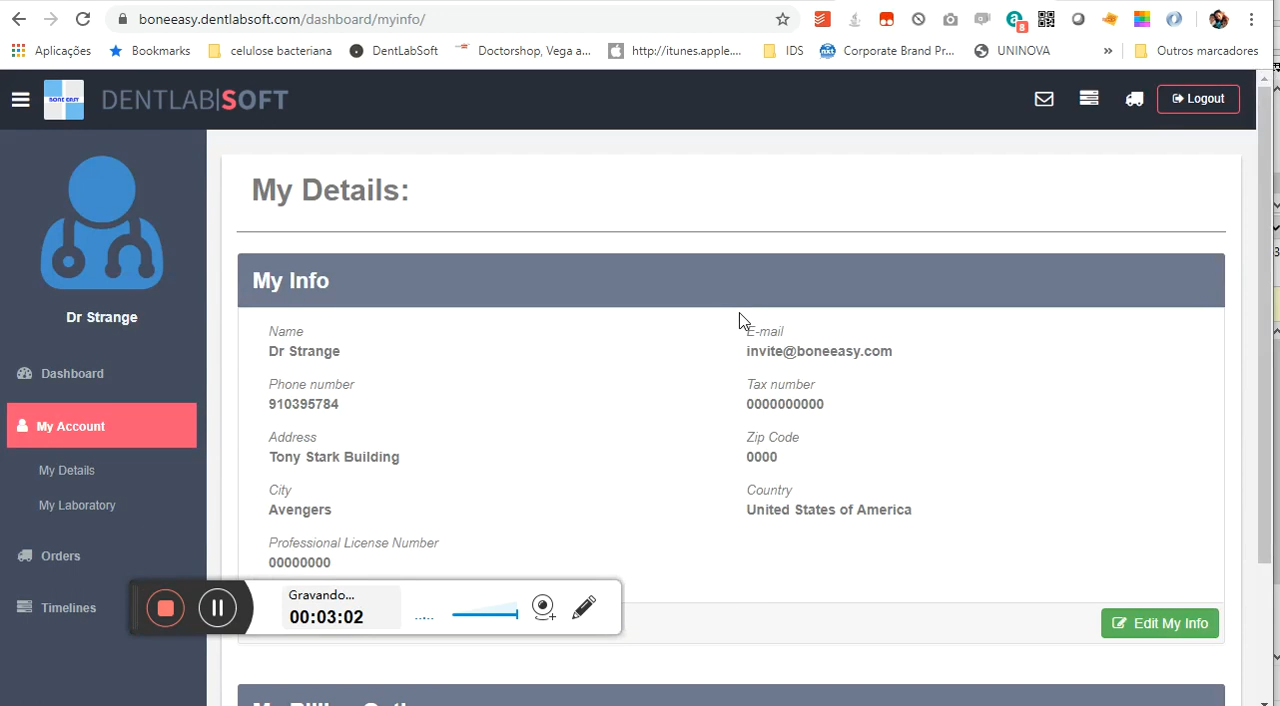 boneeasy.dentlabsoft.com/dashboard/myinfo/
8
Aplicações
Bookmarks
celulose bacteriana
DentLabSoft
Doctorshop, Vega a...
http://itunes.apple....
IDS
nxt
Corporate Brand Pr...
UNINOVA
»
Outros marcadores
BONE EASY
DENTLAB|SOFT
Logout
Dr Strange
Dashboard
My Account
My Details
My Laboratory
Orders
Timelines
My Details:
My Info
Name
Dr Strange
E-mail
invite@boneeasy.com
Phone number
910395784
Tax number
0000000000
Address
Tony Stark Building
Zip Code
0000
City
Avengers
Country
United States of America
Professional License Number
00000000
Edit My Info
Gravando...
00:03:02